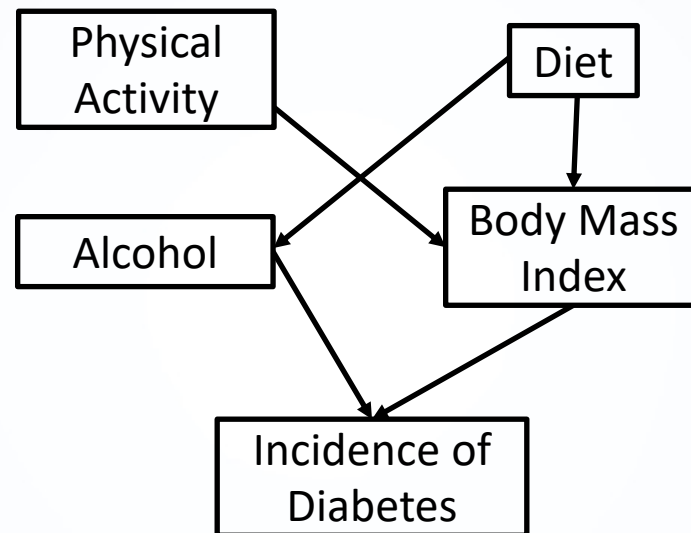 Physical
Activity
Diet
Alcohol
Body Mass
Index
Incidence of
Diabetes